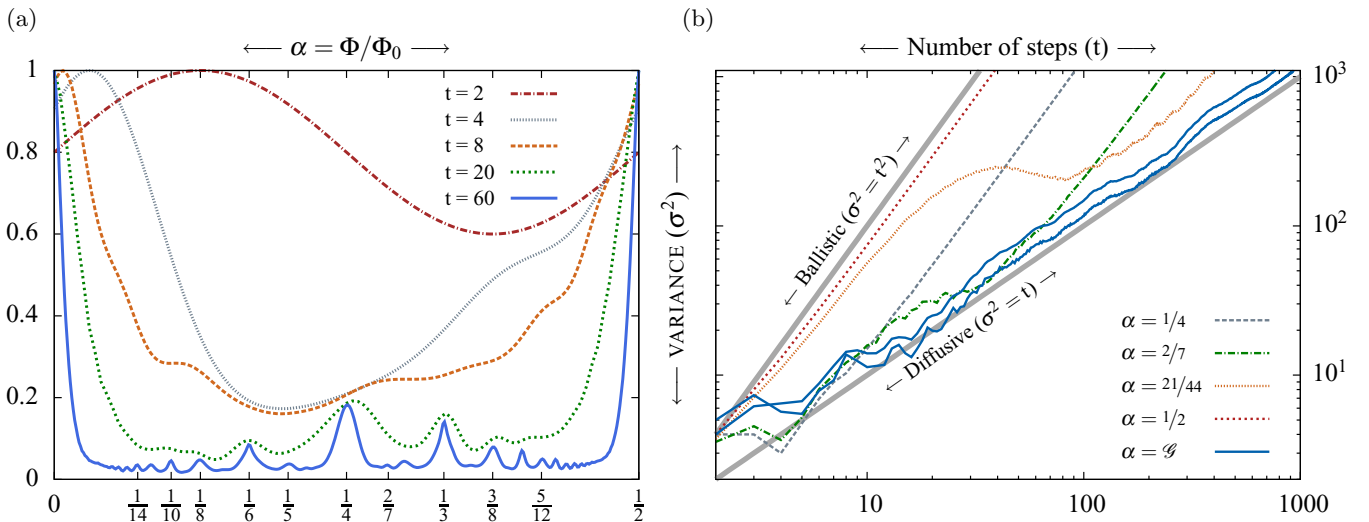 (a)
⟵ α = Φ/Φ₀ ⟶
1
0.8
0.6
0.4
0.2
0
t = 2
t = 4
t = 8
t = 20
t = 60
0 1/14 1/10 1/8 1/6 1/5 1/4 2/7 1/3 3/8 5/12 1/2
(b)
⟵ Number of steps (t) ⟶
⟵ VARIANCE (σ²) ⟶
← Ballistic (σ² = t²) →
← Diffusive (σ² = t) →
10³
10²
10¹
α = 1/4
α = 2/7
α = 21/44
α = 1/2
α = 𝒢
10 100 1000